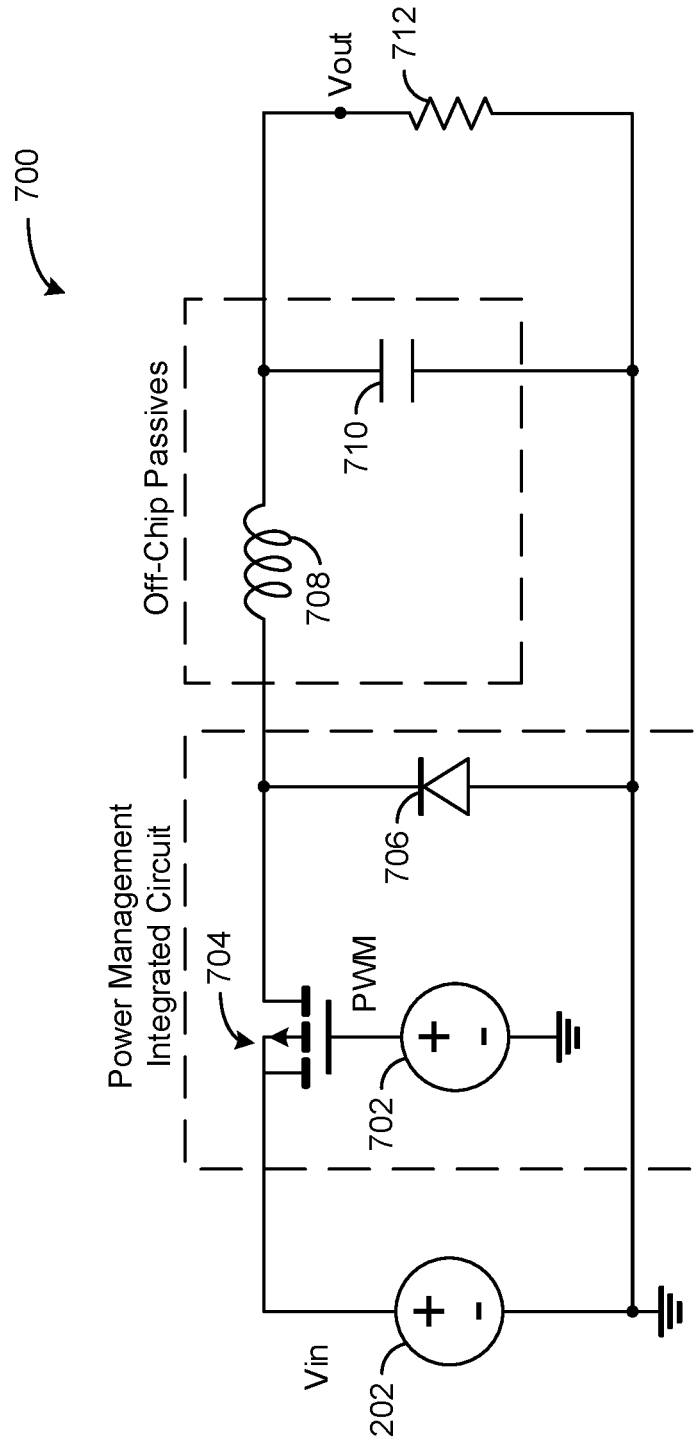 700
Power Management
Integrated Circuit
Off-Chip Passives
704
708
Vin
202
+
-
PWM
702
+
-
706
710
Vout
712